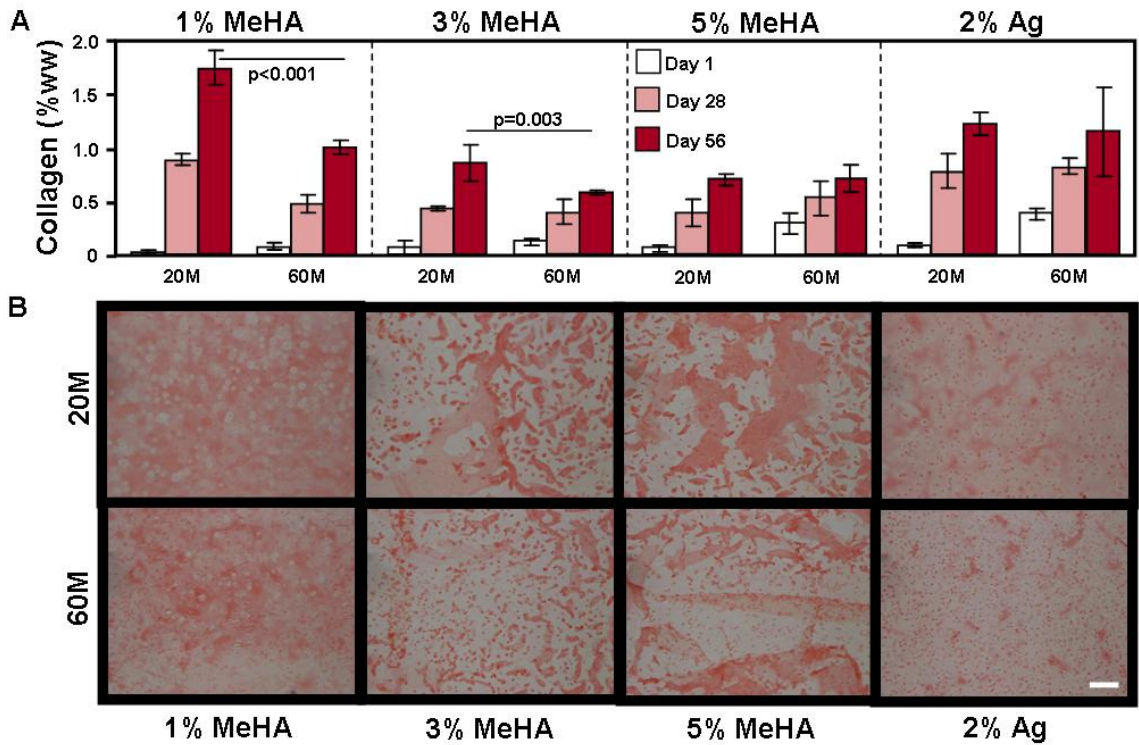 A
1% MeHA 3% MeHA 5% MeHA 2% Ag
Collagen (%ww)
2.0
1.5
1.0
0.5
0
p<0.001
p=0.003
Day 1
Day 28
Day 56
20M 60M 20M 60M 20M 60M 20M 60M
B
20M
60M
1% MeHA 3% MeHA 5% MeHA 2% Ag